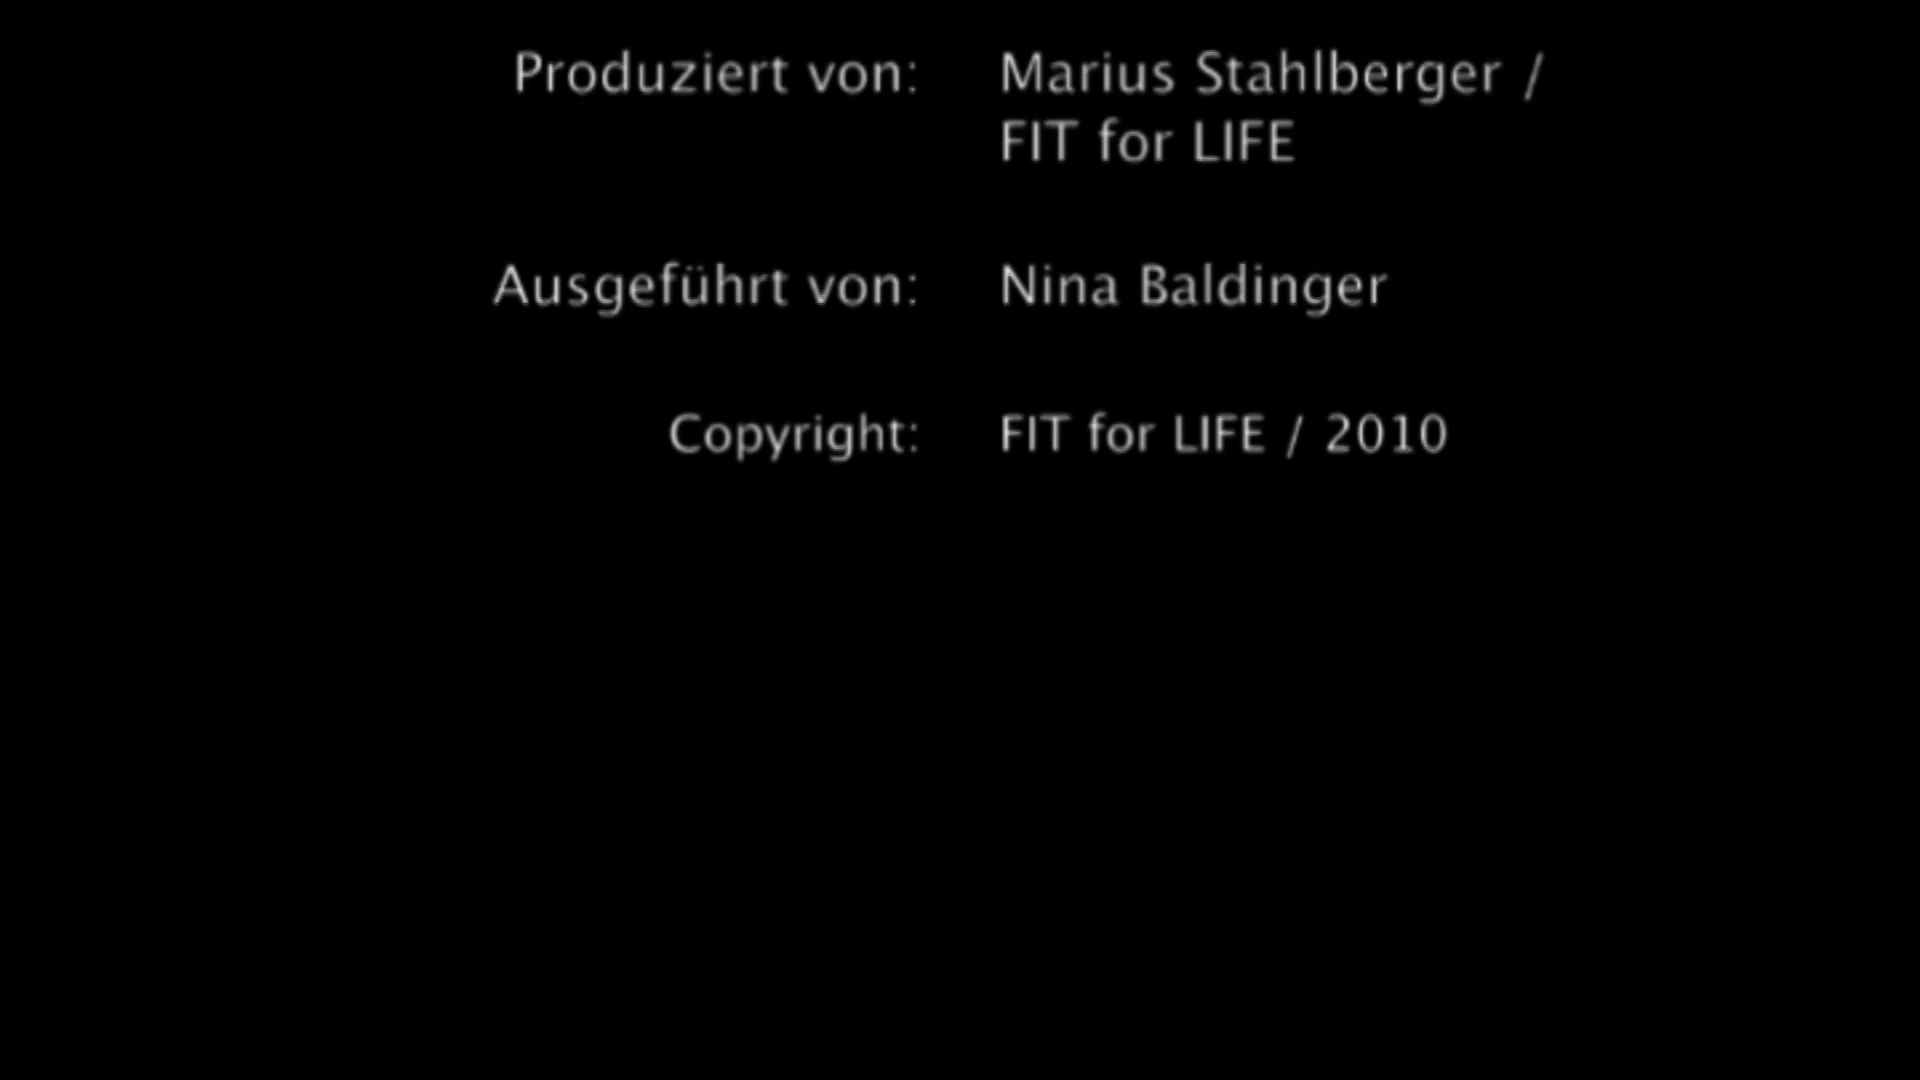 Produziert von: Marius Stahlberger /
FIT for LIFE
Ausgeführt von: Nina Baldinger
Copyright: FIT for LIFE / 2010